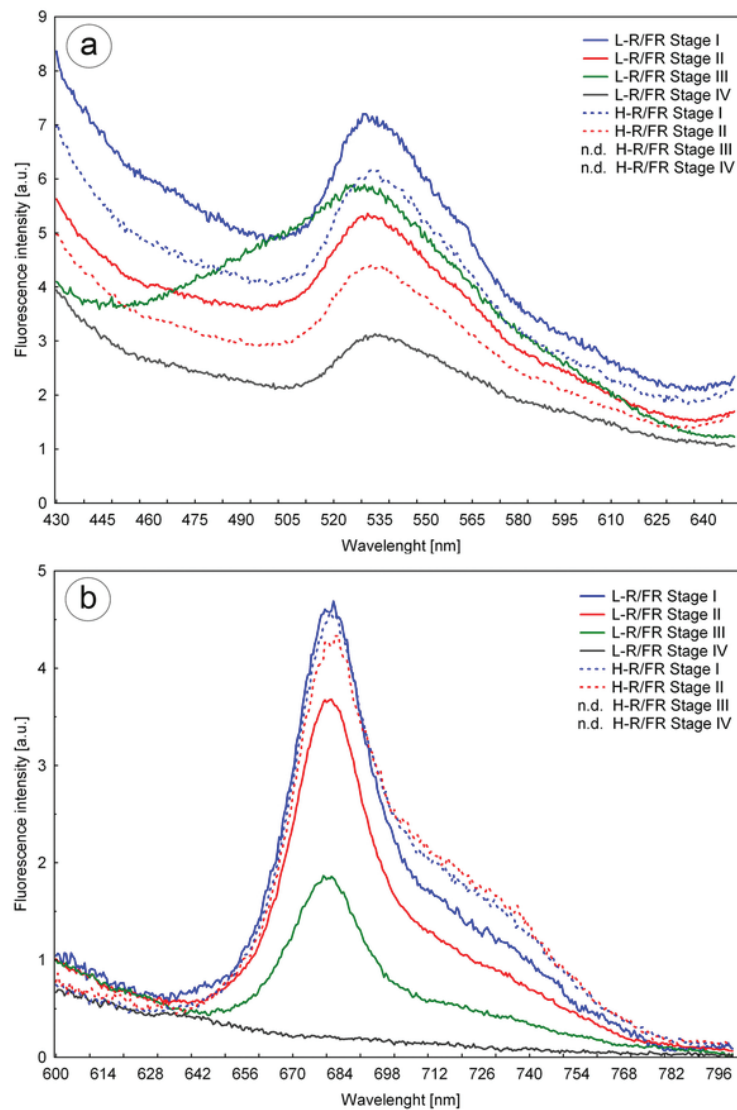 a
9
8
7
6
5
4
3
2
1
0
Fluorescence intensity [a.u.]
L-R/FR Stage I
L-R/FR Stage II
L-R/FR Stage III
L-R/FR Stage IV
H-R/FR Stage I
H-R/FR Stage II
n.d. H-R/FR Stage III
n.d. H-R/FR Stage IV
430 445 460 475 490 505 520 535 550 565 580 595 610 625 640
Wavelenght [nm]
b
5
4
3
2
1
0
Fluorescence intensity [a.u.]
L-R/FR Stage I
L-R/FR Stage II
L-R/FR Stage III
L-R/FR Stage IV
H-R/FR Stage I
H-R/FR Stage II
n.d. H-R/FR Stage III
n.d. H-R/FR Stage IV
600 614 628 642 656 670 684 698 712 726 740 754 768 782 796
Wavelenght [nm]